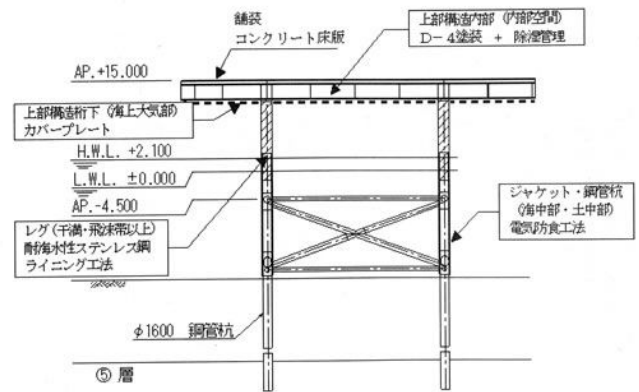 舗装
コンクリート床版
上部構造内部（内部空間）
D－4塗装 ＋ 除湿管理
AP.+15.000
上部構造桁下（海上大気部）
カバープレート
H.W.L. +2.100
L.W.L. ±0.000
AP.-4.500
レグ（干満・飛沫帯以上）
耐海水性ステンレス鋼
ライニング工法
ジャケット・鋼管杭
（海中部・土中部）
電気防食工法
φ1600 鋼管杭
⑤ 層